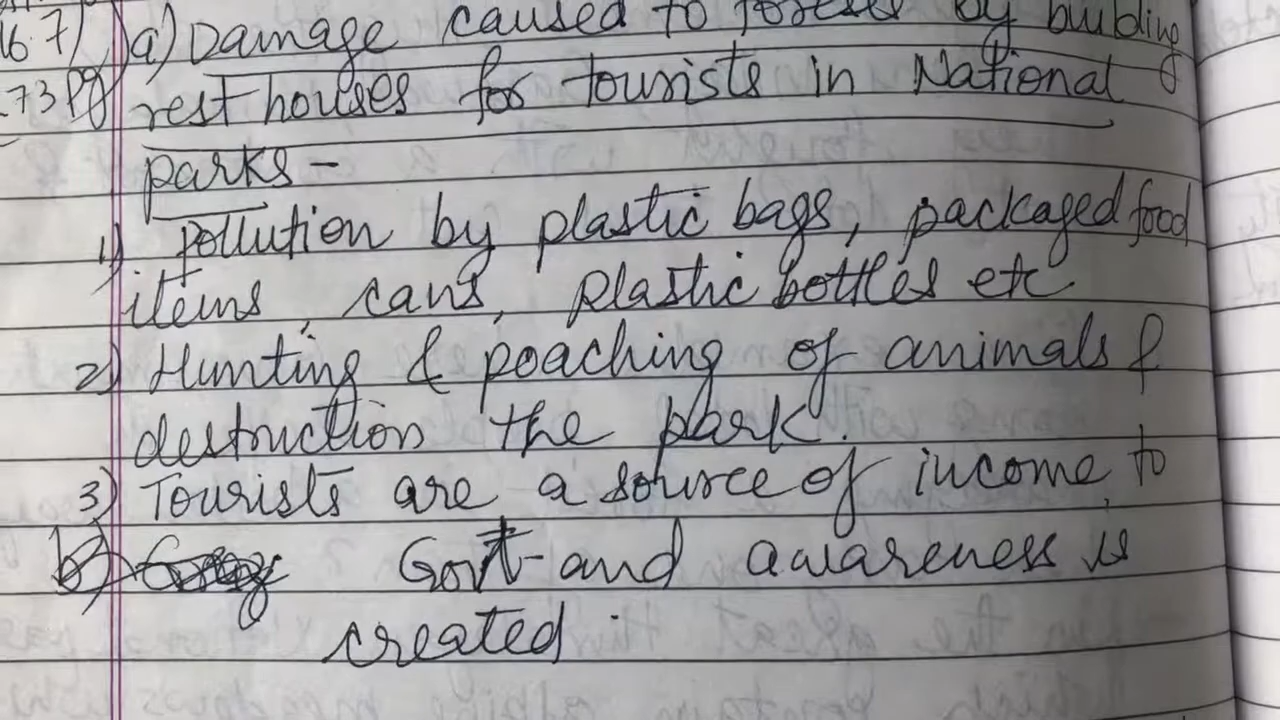 16.7) a) Damage caused to forests by building
73 Pg rest houses for tourists in National
parks -
1) Pollution by plastic bags, packaged food
items, cans, plastic bottles etc
2) Hunting & poaching of animals &
destruction the park.
3) Tourists are a source of income to
b) Govt and awareness is
created.